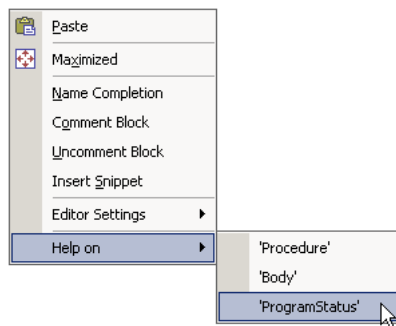 Paste
Maximized
Name Completion
Comment Block
Uncomment Block
Insert Snippet
Editor Settings
Help on
'Procedure'
'Body'
'ProgramStatus'